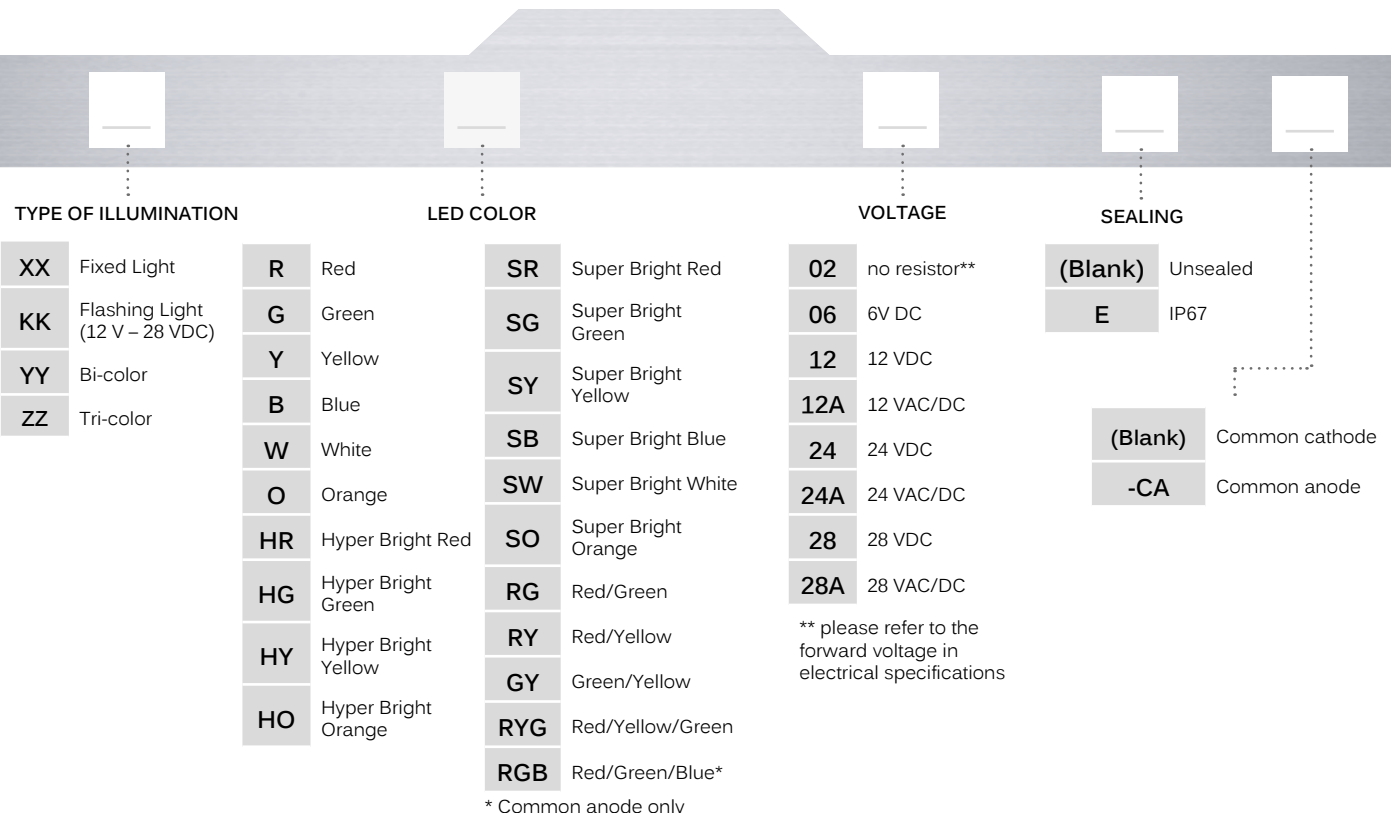 TYPE OF ILLUMINATION
XX Fixed Light
KK Flashing Light
(12 V – 28 VDC)
YY Bi-color
ZZ Tri-color
LED COLOR
R Red
G Green
Y Yellow
B Blue
W White
O Orange
HR Hyper Bright Red
HG Hyper Bright
Green
HY Hyper Bright
Yellow
HO Hyper Bright
Orange
SR Super Bright Red
SG Super Bright
Green
SY Super Bright
Yellow
SB Super Bright Blue
SW Super Bright White
SO Super Bright
Orange
RG Red/Green
RY Red/Yellow
GY Green/Yellow
RYG Red/Yellow/Green
RGB Red/Green/Blue*
* Common anode only
VOLTAGE
02 no resistor**
06 6V DC
12 12 VDC
12A 12 VAC/DC
24 24 VDC
24A 24 VAC/DC
28 28 VDC
28A 28 VAC/DC
** please refer to the
forward voltage in
electrical specifications
SEALING
(Blank) Unsealed
E IP67
(Blank) Common cathode
-CA Common anode